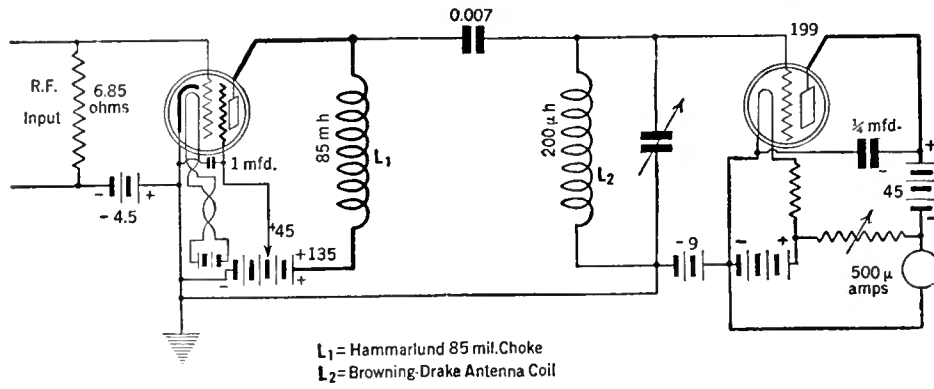 0.007
199
R.F.
Input
6.85
ohms
1 mfd.
85 mh
L₁
200 μ h
L₂
¼ mfd-
+
-
45
-
- +
- 4.5
+45
+135
- +
- 9
- +
500 μ
amps
L₁= Hammarlund 85 mil.Choke
L₂= Browning-Drake Antenna Coil